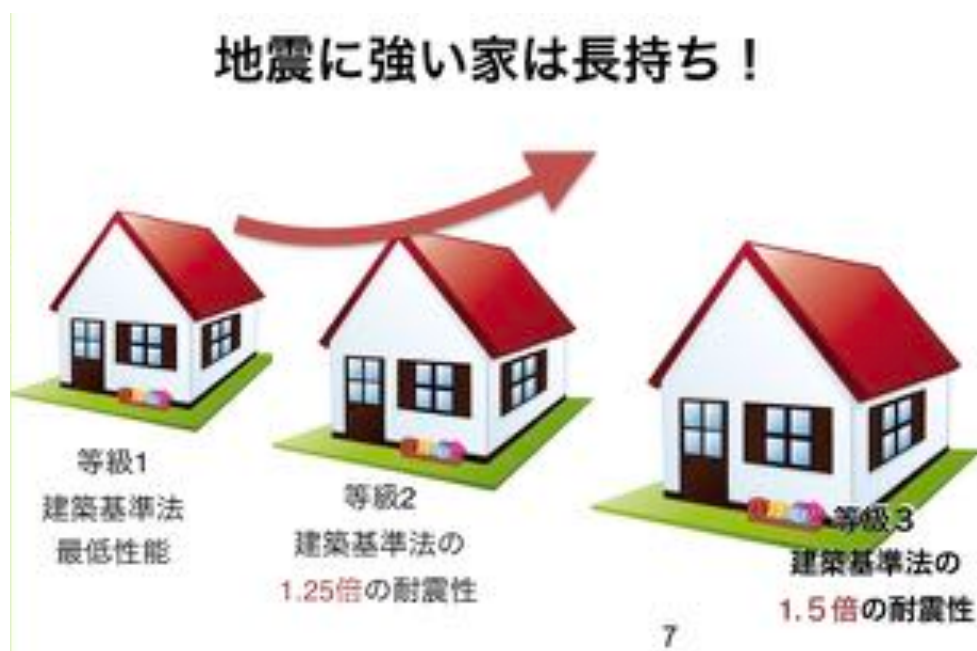 地震に強い家は長持ち！
等級1
建築基準法
最低性能
等級2
建築基準法の
1.25倍の耐震性
等級３
建築基準法の
1.５倍の耐震性
7